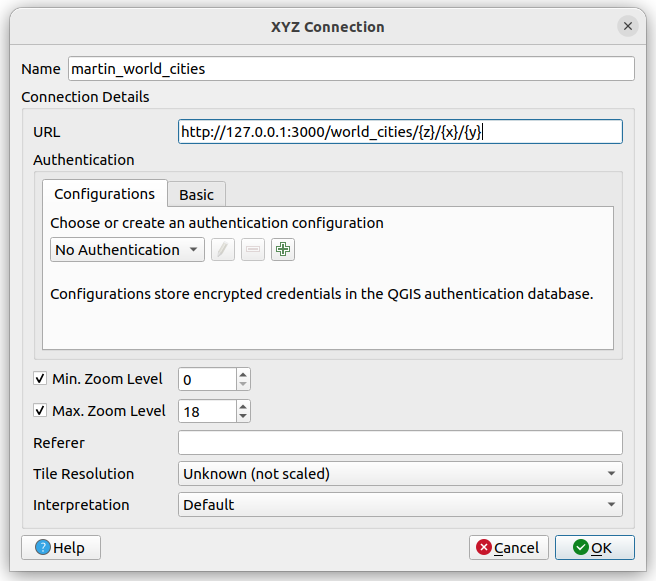 XYZ Connection
Name martin_world_cities
Connection Details
URL http://127.0.0.1:3000/world_cities/{z}/{x}/{y}
Authentication
Configurations Basic
Choose or create an authentication configuration
No Authentication
Configurations store encrypted credentials in the QGIS authentication database.
Min. Zoom Level 0
Max. Zoom Level 18
Referer
Tile Resolution Unknown (not scaled)
Interpretation Default
Help Cancel OK